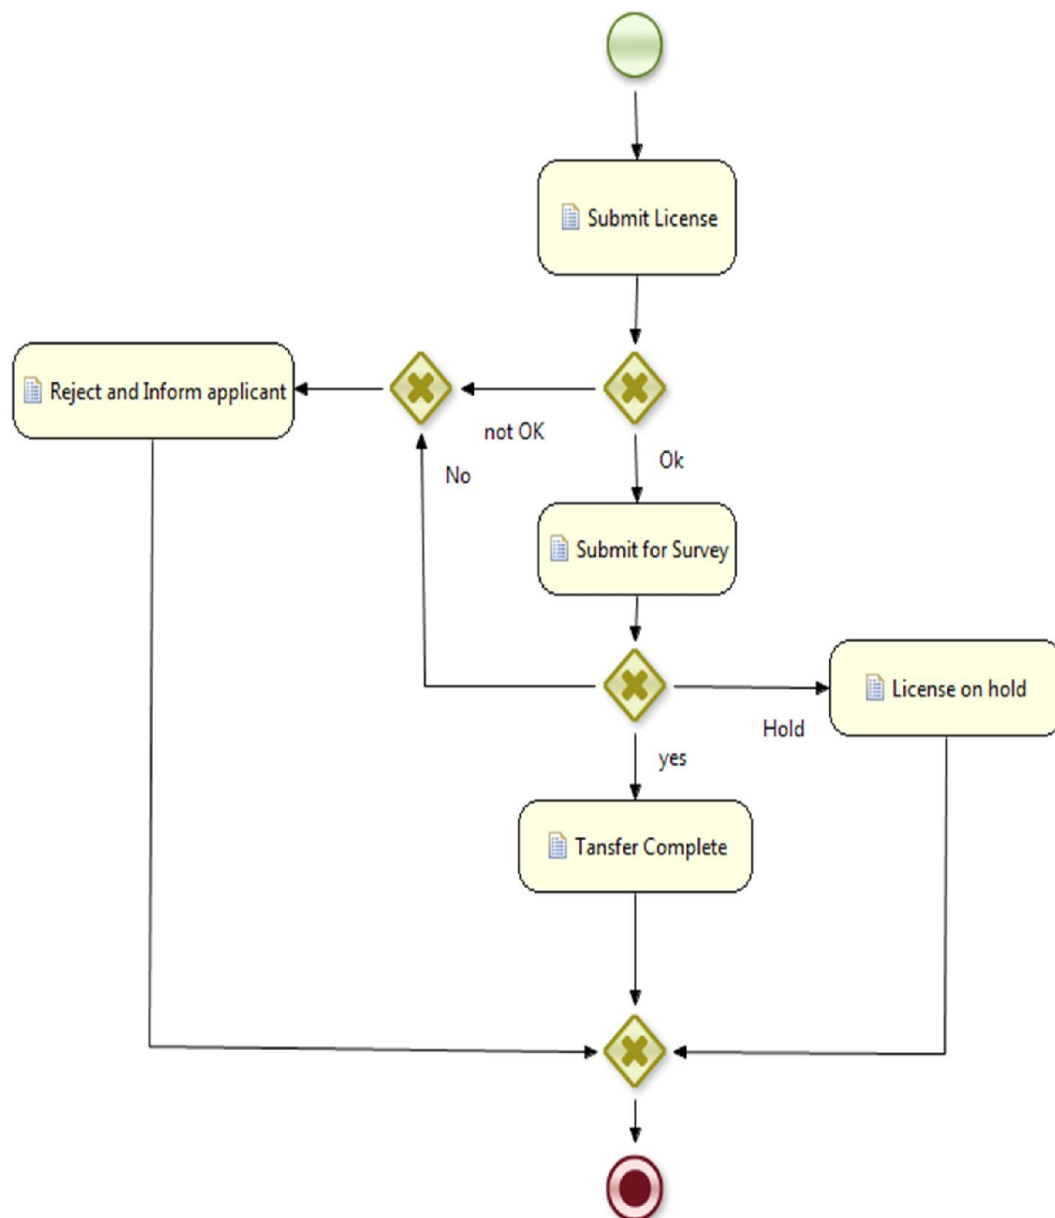 Submit License
Reject and Inform applicant
not OK
Ok
No
Submit for Survey
License on hold
Hold
yes
Tansfer Complete